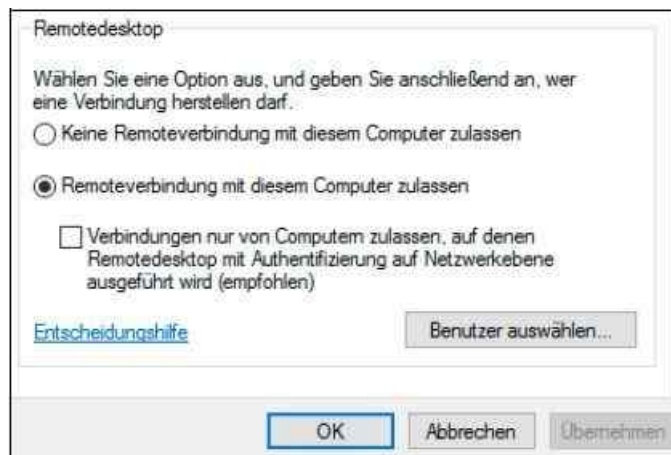 Remotedesktop
Wählen Sie eine Option aus, und geben Sie anschließend an, wer
eine Verbindung herstellen darf.
Keine Remoteverbindung mit diesem Computer zulassen
Remoteverbindung mit diesem Computer zulassen
Verbindungen nur von Computern zulassen, auf denen
Remotedesktop mit Authentifizierung auf Netzwerkebene
ausgeführt wird (empfohlen)
Entscheidungshilfe
Benutzer auswählen...
OK
Abbrechen
Übernehmen